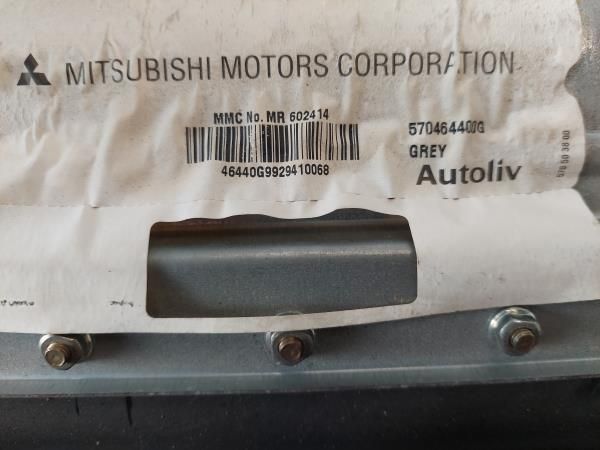 MITSUBISHI MOTORS CORPORATION
MMC No. MR 602414
46440G9929410068
570464400G
GREY
Autoliv